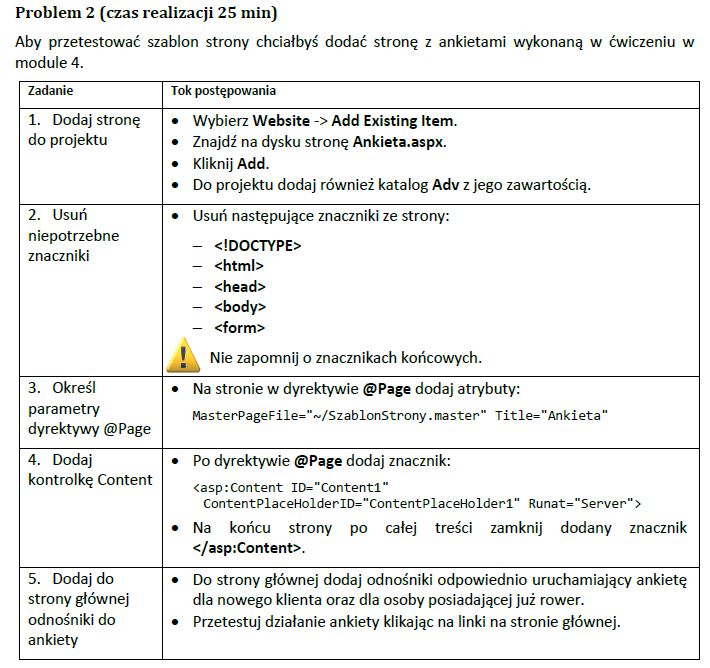 Problem 2 (czas realizacji 25 min)
Aby przetestować szablon strony chciałbyś dodać stronę z ankietami wykonaną w ćwiczeniu w
module 4.
Zadanie
Tok postępowania
1. Dodaj stronę
do projektu
• Wybierz Website -> Add Existing Item.
• Znajdź na dysku stronę Ankieta.aspx.
• Kliknij Add.
• Do projektu dodaj również katalog Adv z jego zawartością.
2. Usuń
niepotrzebne
znaczniki
• Usuń następujące znaczniki ze strony:
– <!DOCTYPE>
– <html>
– <head>
– <body>
– <form>
Nie zapomnij o znacznikach końcowych.
3. Określ
parametry
dyrektywy @Page
• Na stronie w dyrektywie @Page dodaj atrybuty:
MasterPageFile="~/SzablonStrony.master" Title="Ankieta"
4. Dodaj
kontrolkę Content
• Po dyrektywie @Page dodaj znacznik:
<asp:Content ID="Content1"
ContentPlaceHolderID="ContentPlaceHolder1" Runat="Server">
• Na końcu strony po całej treści zamknij dodany znacznik
</asp:Content>.
5. Dodaj do
strony głównej
odnośniki do
ankiety
• Do strony głównej dodaj odnośniki odpowiednio uruchamiający ankietę
dla nowego klienta oraz dla osoby posiadającej już rower.
• Przetestuj działanie ankiety klikając na linki na stronie głównej.